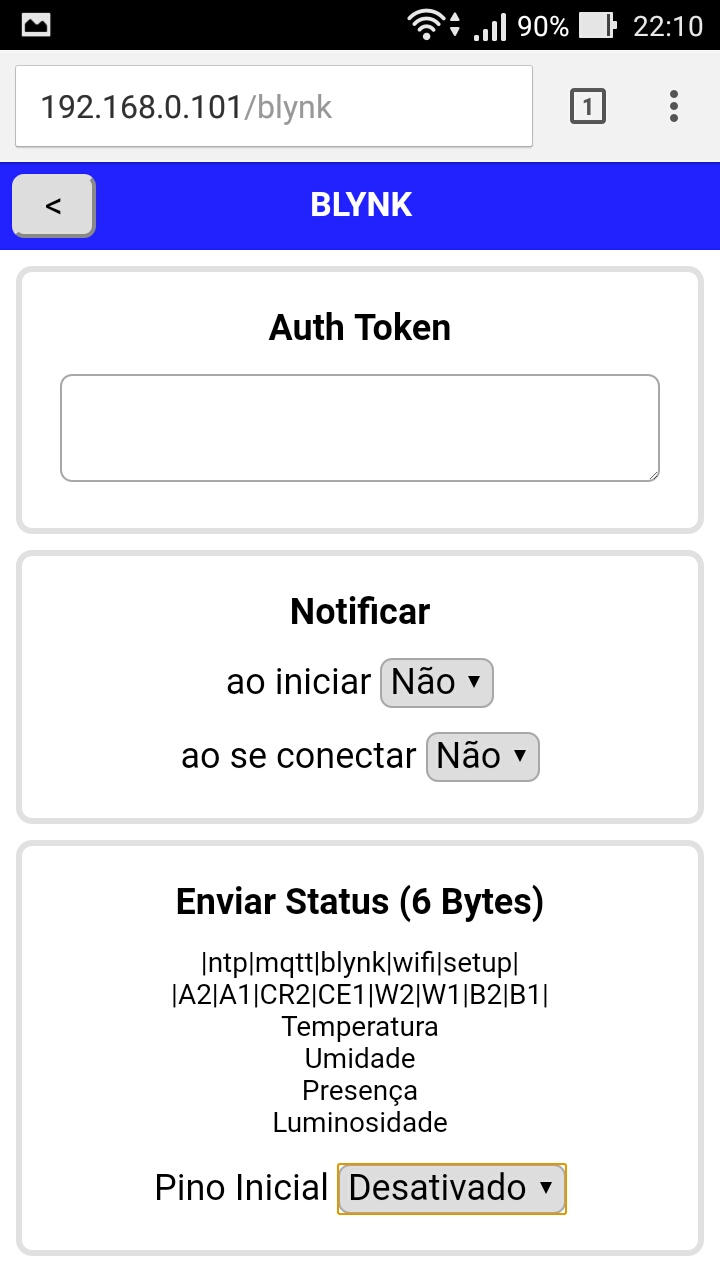 90% 22:10
192.168.0.101/blynk 1
< BLYNK
Auth Token
Notificar
ao iniciar Não
ao se conectar Não
Enviar Status (6 Bytes)
|ntp|mqtt|blynk|wifi|setup|
|A2|A1|CR2|CE1|W2|W1|B2|B1|
Temperatura
Umidade
Presença
Luminosidade
Pino Inicial Desativado